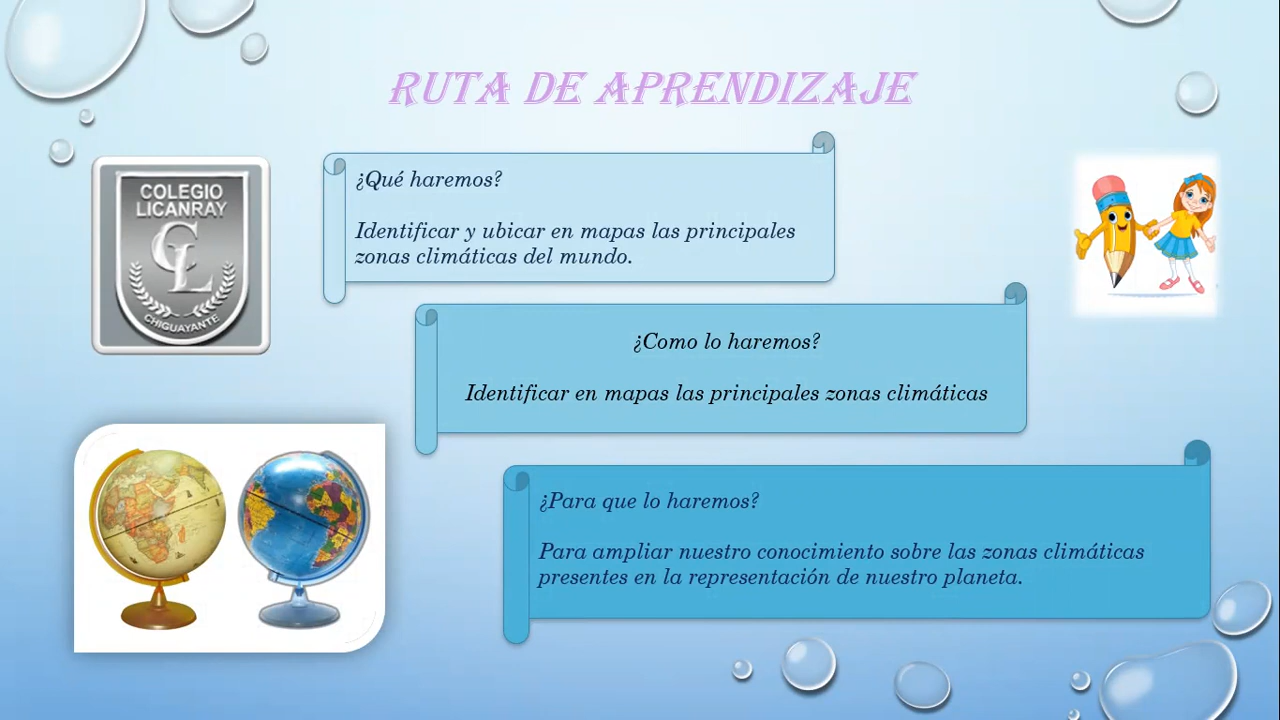 RUTA DE APRENDIZAJE
COLEGIO
LICANRAY
CL
CHIGUAYANTE
¿Qué haremos?
Identificar y ubicar en mapas las principales
zonas climáticas del mundo.
¿Como lo haremos?
Identificar en mapas las principales zonas climáticas
¿Para que lo haremos?
Para ampliar nuestro conocimiento sobre las zonas climáticas
presentes en la representación de nuestro planeta.